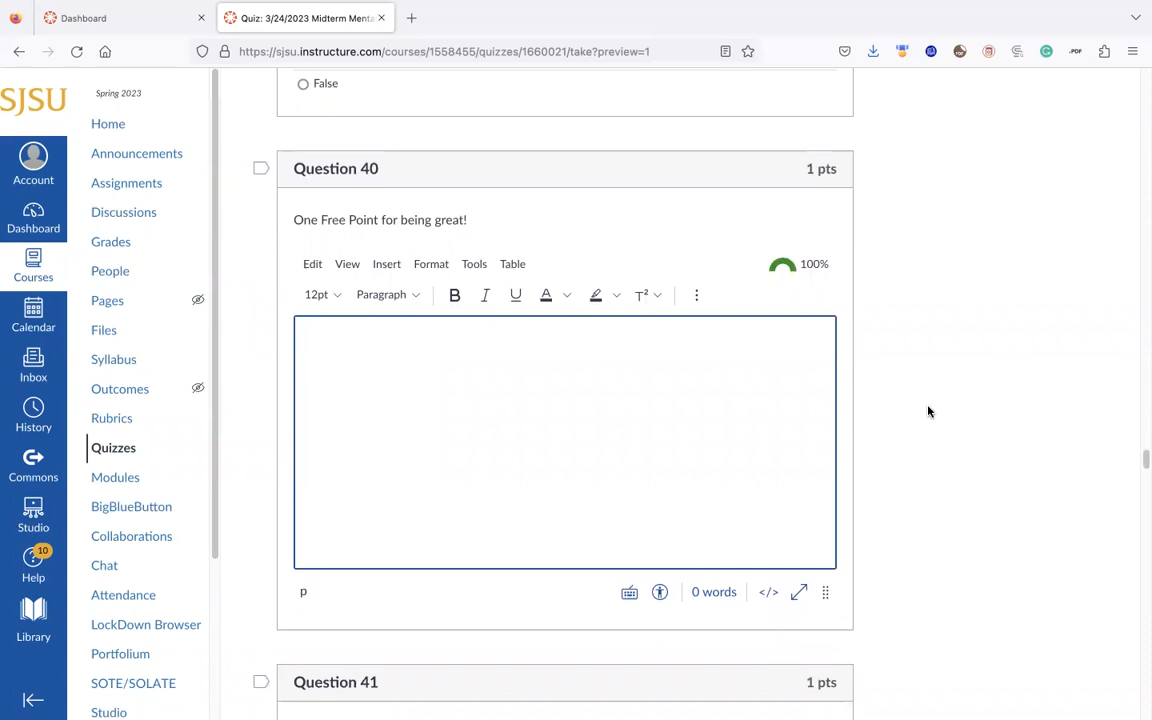 Dashboard
Quiz: 3/24/2023 Midterm Menta
https://sjsu.instructure.com/courses/1558455/quizzes/1660021/take?preview=1
.PDF
SJSU
Account
Dashboard
Courses
Calendar
Inbox
History
Commons
Studio
10
Help
Library
Spring 2023
Home
Announcements
Assignments
Discussions
Grades
People
Pages
Files
Syllabus
Outcomes
Rubrics
Quizzes
Modules
BigBlueButton
Collaborations
Chat
Attendance
LockDown Browser
Portfolium
SOTE/SOLATE
Studio
False
Question 40 1 pts
One Free Point for being great!
Edit View Insert Format Tools Table 100%
12pt Paragraph B I U A T²
p 0 words </>
Question 41 1 pts